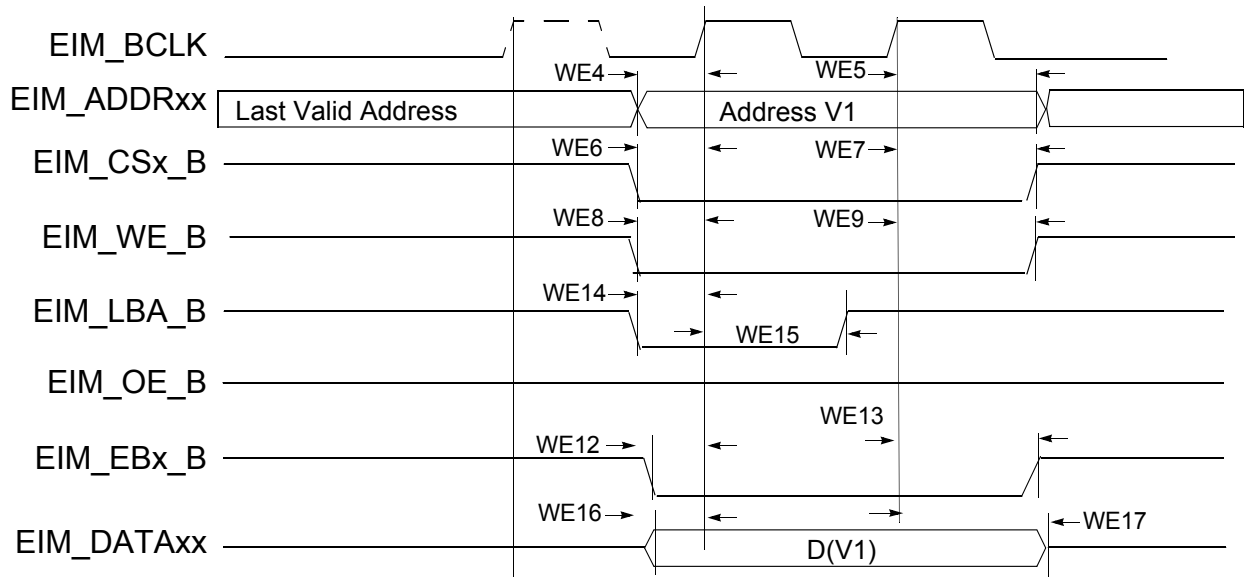 EIM_BCLK
WE4 WE5
EIM_ADDRxx Last Valid Address Address V1
WE6 WE7
EIM_CSx_B
WE8 WE9
EIM_WE_B
WE14
EIM_LBA_B
WE15
EIM_OE_B
WE13
WE12
EIM_EBx_B
WE16 WE17
EIM_DATAxx D(V1)